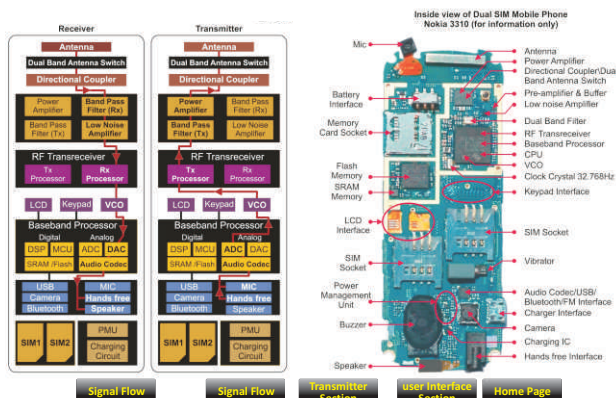 Receiver
Antenna
Dual Band Antenna Switch
Directional Coupler
Power
Amplifier
Band Pass
Filter (Rx)
Band Pass
Filter (Tx)
Low Noise
Amplifier
RF Transreceiver
Tx
Processor
Rx
Processor
LCD
Keypad
VCO
Baseband Processor
Digital
Analog
DSP
MCU
ADC
DAC
SRAM /Flash
Audio Codec
USB
Camera
Bluetooth
MIC
Hands free
Speaker
SIM1
SIM2
PMU
Charging
Circuit
Transmitter
Antenna
Dual Band Antenna Switch
Directional Coupler
Power
Amplifier
Band Pass
Filter (Rx)
Band Pass
Filter (Tx)
Low Noise
Amplifier
RF Transreceiver
Tx
Processor
Rx
Processor
LCD
Keypad
VCO
Baseband Processor
Digital
Analog
DSP
MCU
ADC
DAC
SRAM /Flash
Audio Codec
USB
Camera
Bluetooth
MIC
Hands free
Speaker
SIM1
SIM2
PMU
Charging
Circuit
Inside view of Dual SIM Mobile Phone
Nokia 3310 (for information only)
Mic
Battery
Interface
Memory
Card Socket
Flash
Memory
SRAM
Memory
LCD
Interface
SIM
Socket
Power
Management
Unit
Buzzer
Speaker
Antenna
Power Amplifier
Directional Coupler\Dual
Band Antenna Switch
Pre-amplifier & Buffer
Low noise Amplifier
Dual Band Filter
RF Transreceiver
Baseband Processor
CPU
VCO
Clock Crystal 32.768Hz
Keypad Interface
SIM Socket
Vibrator
Audio Codec/USB/
Bluetooth/FM Interface
Charger Interface
Camera
Charging IC
Hands free Interface
Signal Flow
Signal Flow
Transmitter
Section
user Interface
Section
Home Page